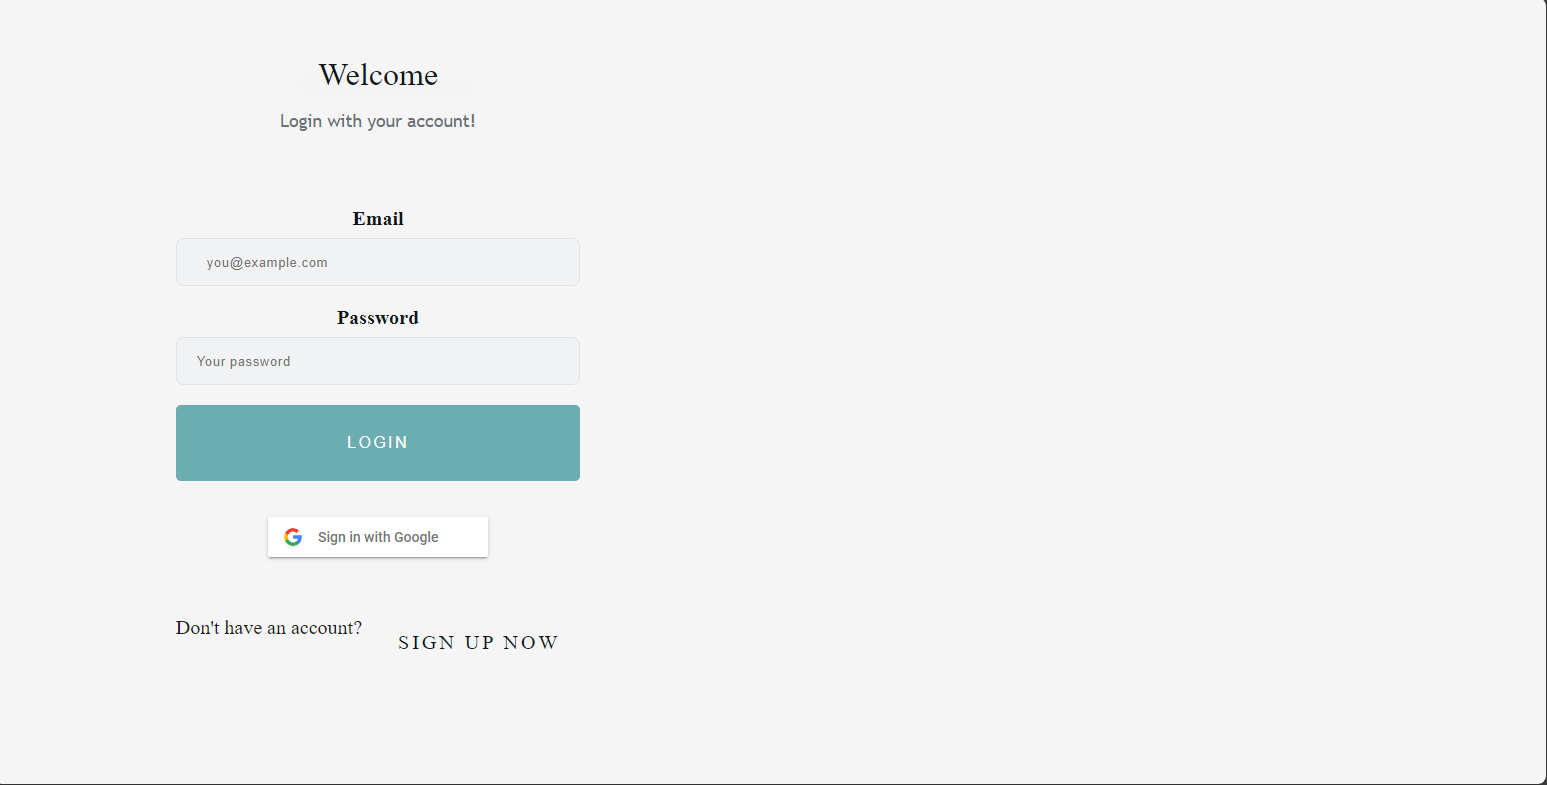 Welcome
Login with your account!
Email
you@example.com
Password
Your password
LOGIN
Sign in with Google
Don't have an account?
SIGN UP NOW